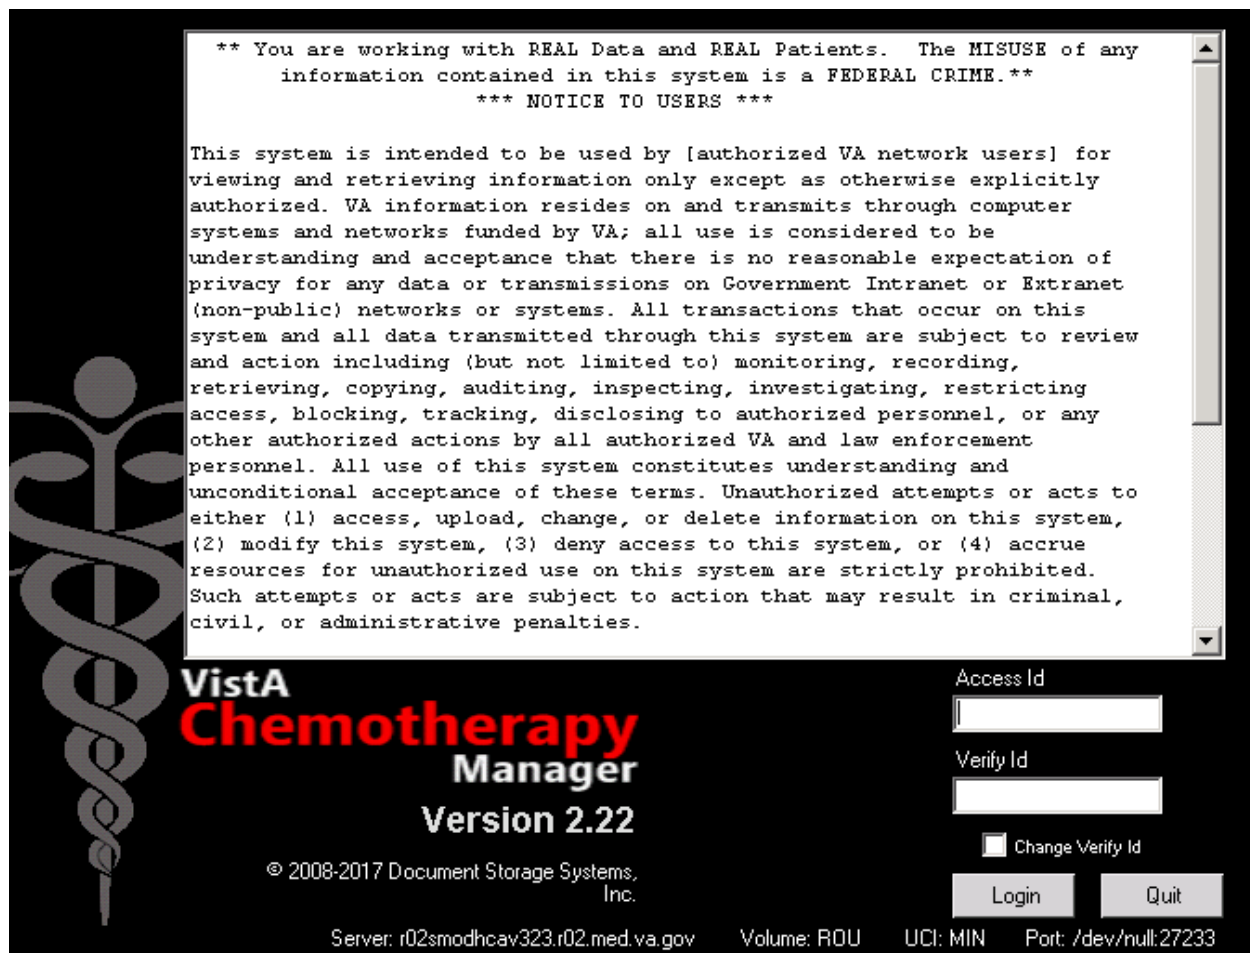 ** You are working with REAL Data and REAL Patients.  The MISUSE of any
information contained in this system is a FEDERAL CRIME.**
*** NOTICE TO USERS ***
This system is intended to be used by [authorized VA network users] for
viewing and retrieving information only except as otherwise explicitly
authorized. VA information resides on and transmits through computer
systems and networks funded by VA; all use is considered to be
understanding and acceptance that there is no reasonable expectation of
privacy for any data or transmissions on Government Intranet or Extranet
(non-public) networks or systems. All transactions that occur on this
system and all data transmitted through this system are subject to review
and action including (but not limited to) monitoring, recording,
retrieving, copying, auditing, inspecting, investigating, restricting
access, blocking, tracking, disclosing to authorized personnel, or any
other authorized actions by all authorized VA and law enforcement
personnel. All use of this system constitutes understanding and
unconditional acceptance of these terms. Unauthorized attempts or acts to
either (1) access, upload, change, or delete information on this system,
(2) modify this system, (3) deny access to this system, or (4) accrue
resources for unauthorized use on this system are strictly prohibited.
Such attempts or acts are subject to action that may result in criminal,
civil, or administrative penalties.
VistA
Chemotherapy
Manager
Version 2.22
© 2008-2017 Document Storage Systems,
Inc.
Access Id
Verify Id
Change Verify Id
Login Quit
Server: r02smodhcav323.r02.med.va.gov Volume: ROU UCI: MIN Port: /dev/null:27233